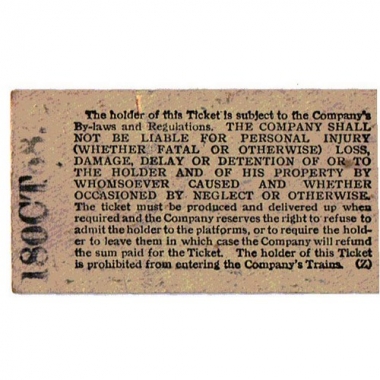 The holder of this Ticket is subject to the Company's
By-laws and Regulations. THE COMPANY SHALL
NOT BE LIABLE FOR PERSONAL INJURY
(WHETHER FATAL OR OTHERWISE) LOSS,
DAMAGE, DELAY OR DETENTION OF OR TO
THE HOLDER AND OF HIS PROPERTY BY
WHOMSOEVER CAUSED AND WHETHER
OCCASIONED BY NEGLECT OR OTHERWISE.
The ticket must be produced and delivered up when
required and the Company reserves the right to refuse to
admit the holder to the platforms, or to require the hold-
er to leave them in which case the Company will refund
the sum paid for the Ticket. The holder of this Ticket
is prohibited from entering the Company's Trains. (Z)
18OCT